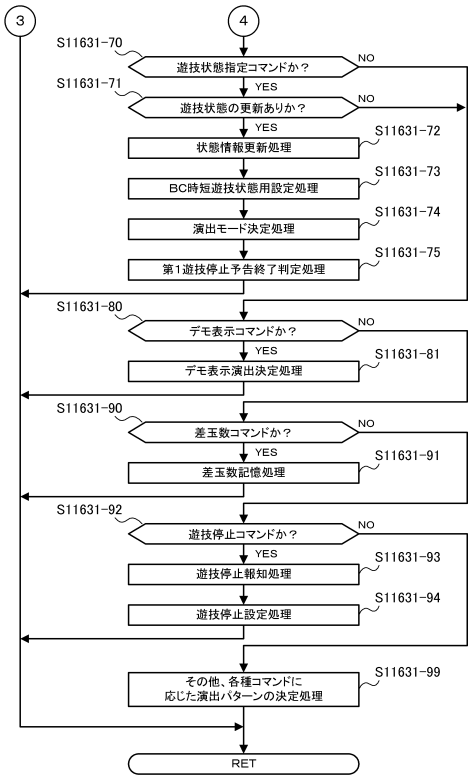 3
4
S11631-70
遊技状態指定コマンドか？
NO
YES
S11631-71
遊技状態の更新ありか？
NO
YES
状態情報更新処理
S11631-72
BC時短遊技状態用設定処理
S11631-73
演出モード決定処理
S11631-74
第1遊技停止予告終了判定処理
S11631-75
S11631-80
デモ表示コマンドか？
NO
YES
デモ表示演出決定処理
S11631-81
S11631-90
差玉数コマンドか？
NO
YES
差玉数記憶処理
S11631-91
S11631-92
遊技停止コマンドか？
NO
YES
遊技停止報知処理
S11631-93
遊技停止設定処理
S11631-94
その他、各種コマンドに
応じた演出パターンの決定処理
S11631-99
RET